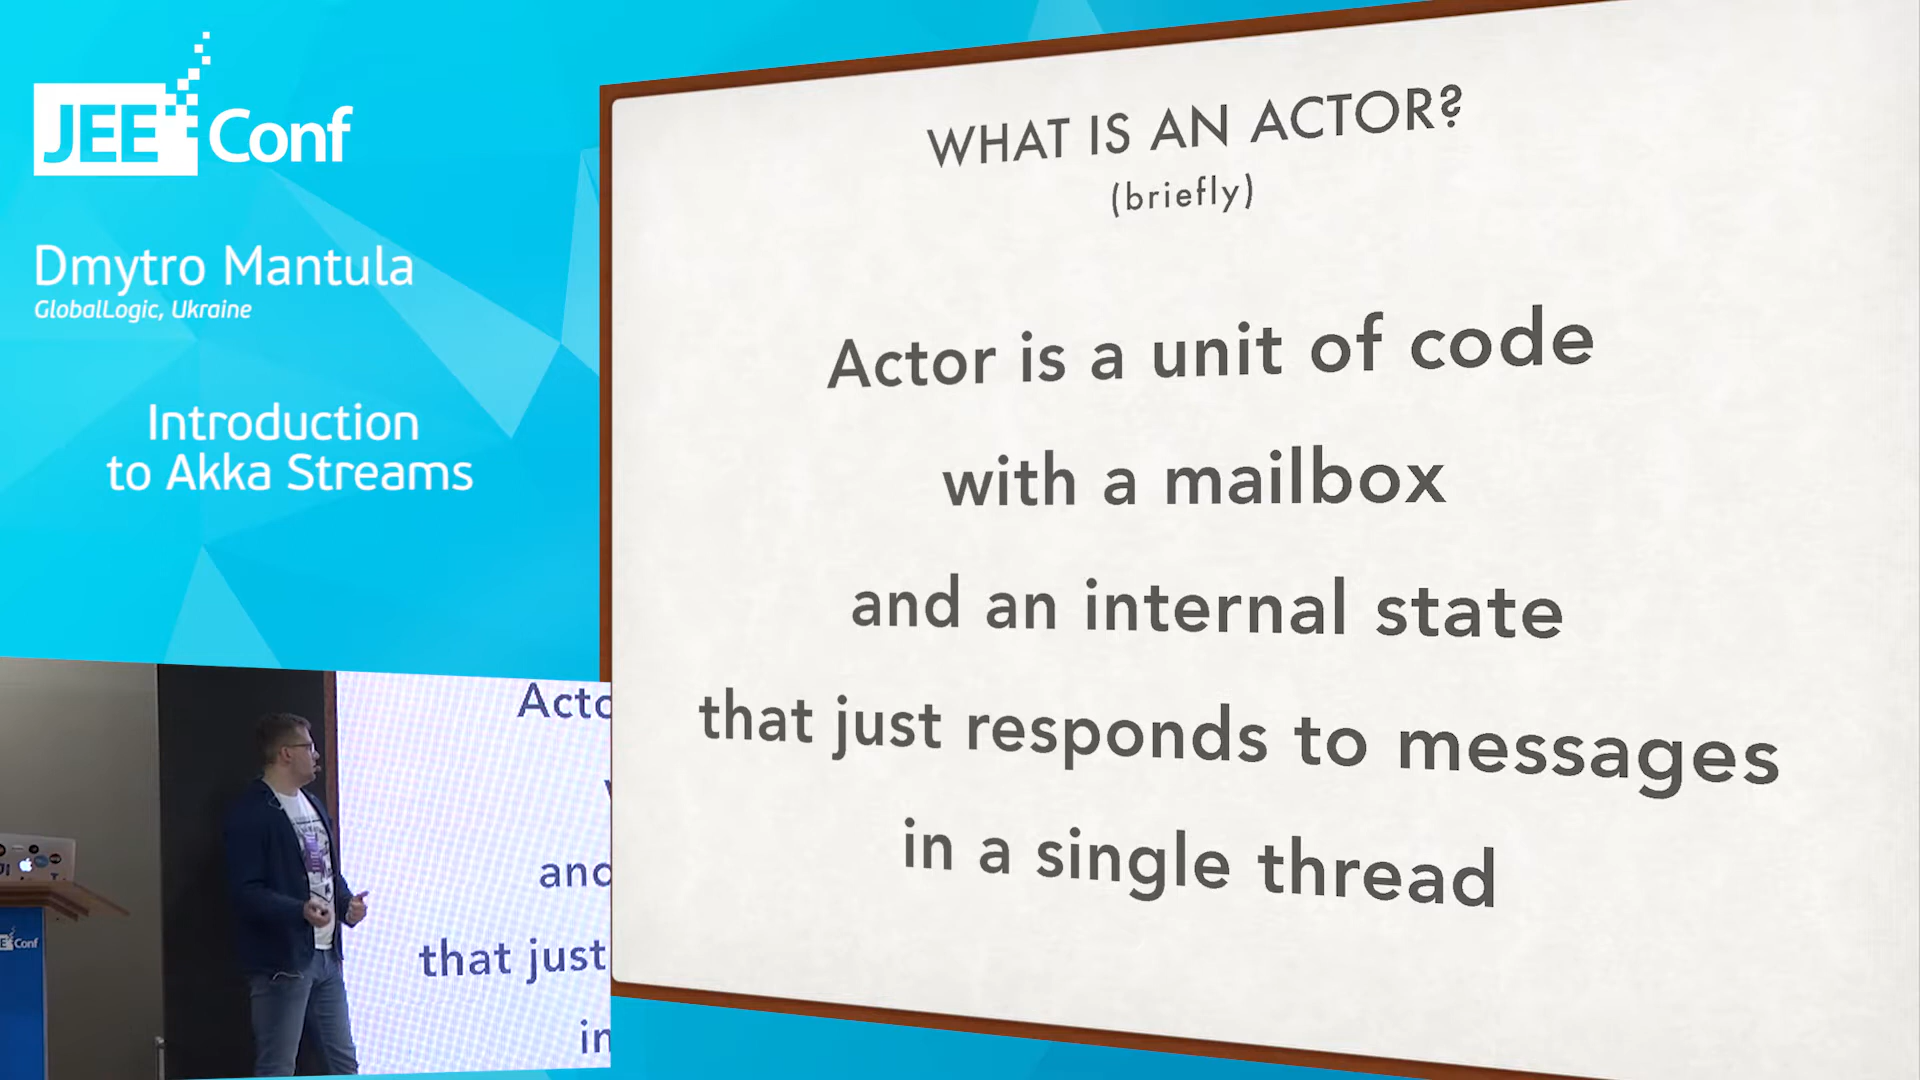 JEE Conf
Dmytro Mantula
GlobalLogic, Ukraine
Introduction
to Akka Streams
WHAT IS AN ACTOR?
(briefly)
Actor is a unit of code
with a mailbox
and an internal state
that just responds to messages
in a single thread
Acto
and
that just
in
Conf